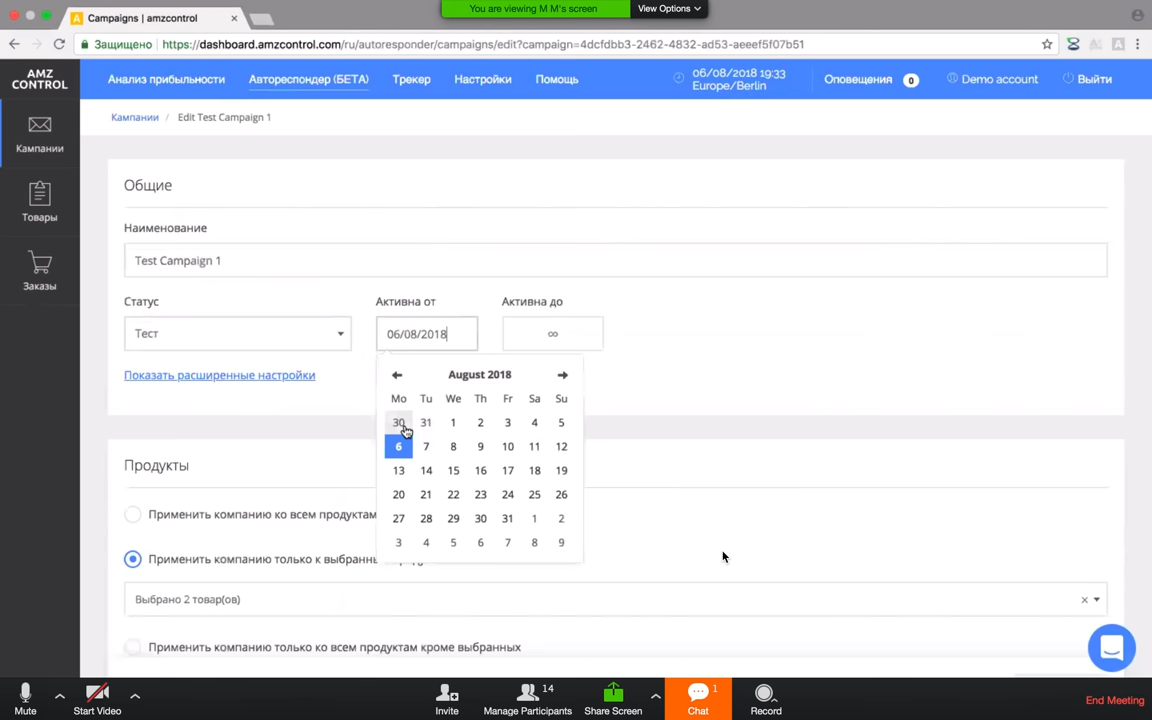 You are viewing M M's screen
View Options
Campaigns | amzcontrol
Защищено
https://dashboard.amzcontrol.com/ru/autoresponder/campaigns/edit?campaign=4dcfdbb3-2462-4832-ad53-aeeef5f07b51
AMZ
CONTROL
Анализ прибыльности
Автореспондер (БЕТА)
Трекер
Настройки
Помощь
06/08/2018 19:33
Europe/Berlin
Оповещения
0
Demo account
Выйти
Кампании
Товары
Заказы
Кампании / Edit Test Campaign 1
Общие
Наименование
Test Campaign 1
Статус
Активна от
Активна до
Тест
06/08/2018
∞
Показать расширенные настройки
August 2018
Mo Tu We Th Fr Sa Su
30 31 1 2 3 4 5
6 7 8 9 10 11 12
13 14 15 16 17 18 19
20 21 22 23 24 25 26
27 28 29 30 31 1 2
3 4 5 6 7 8 9
Продукты
Применить компанию ко всем продуктам
Применить компанию только к выбранн
Выбрано 2 товар(ов)
Применить компанию только ко всем продуктам кроме выбранных
Mute
Start Video
Invite
14
Manage Participants
Share Screen
1
Chat
Record
End Meeting